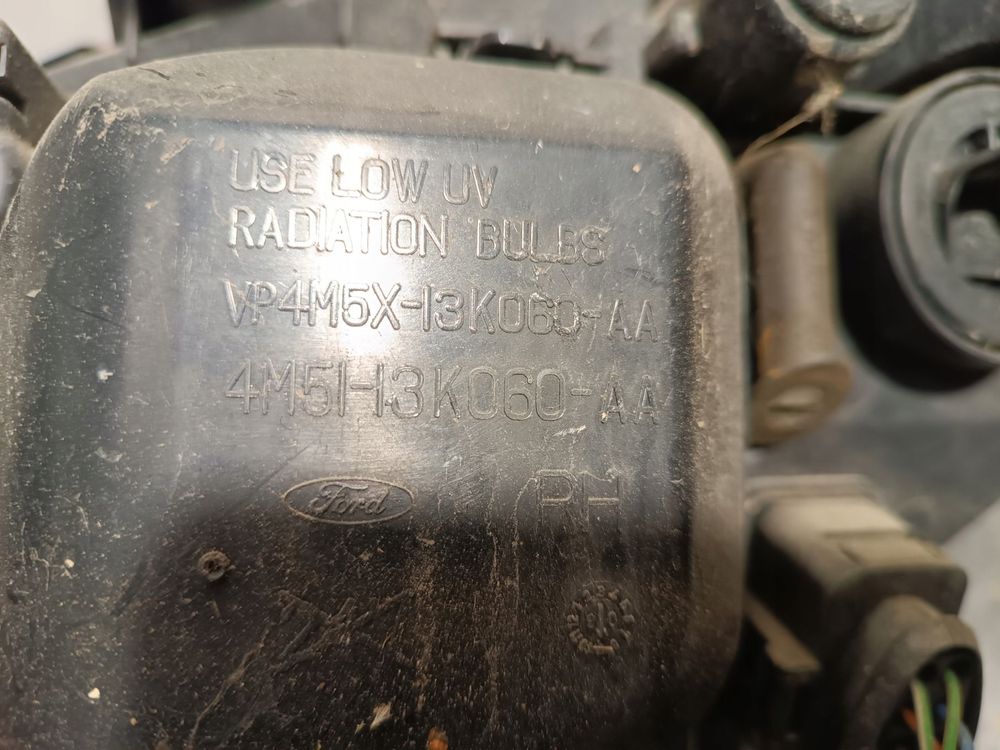 USE LOW UV
RADIATION BULBS
VP4M5X-13K060-AA
4M51-13K060-AA
Ford
RH